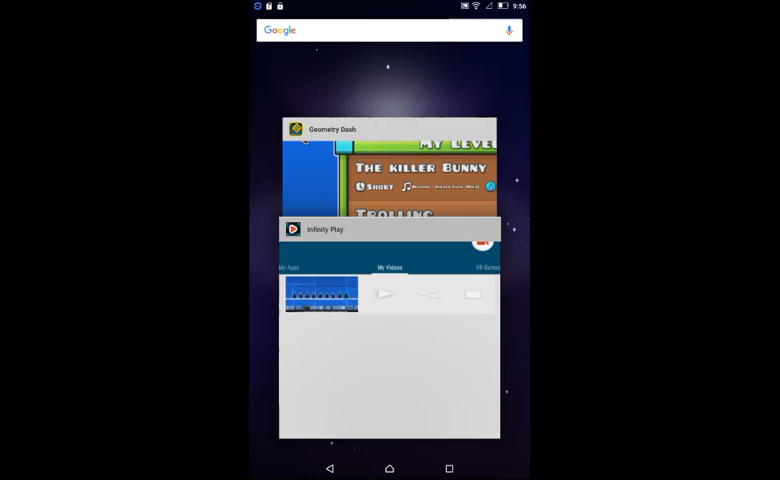 9:56
Google
Geometry Dash
MY LEVEL
THE KILLER BUNNY
SHORT
TROLLING
Infinity Play
My Apps
My Videos
VR Games